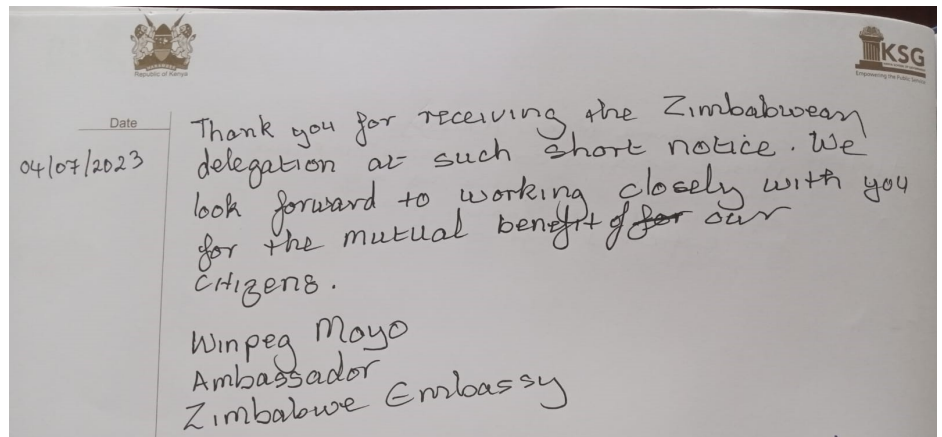 Republic of Kenya
KSG
Empowering the Public Service
Date
04/07/2023
Thank you for receiving the Zimbabwean
delegation at such short notice. We
look forward to working closely with you
for the mutual benefit of for our
citizens.
Winpeg Moyo
Ambassador
Zimbabwe Embassy